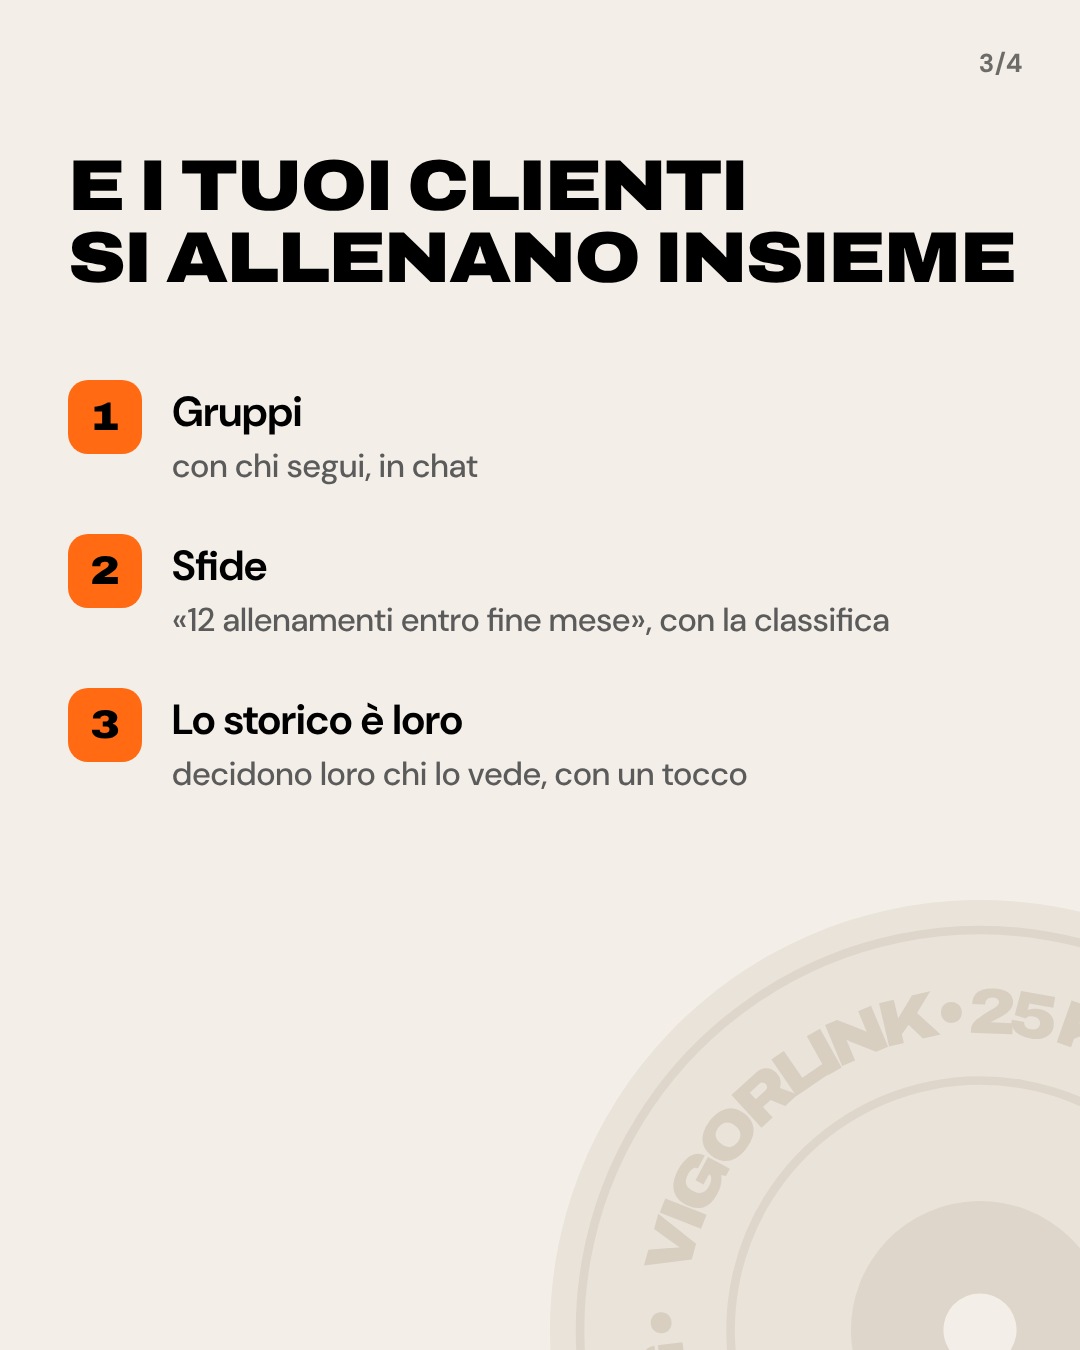 3/4
E I TUOI CLIENTI
SI ALLENANO INSIEME
1
Gruppi
con chi segui, in chat
2
Sfide
«12 allenamenti entro fine mese», con la classifica
3
Lo storico è loro
decidono loro chi lo vede, con un tocco
VIGORLINK • 25